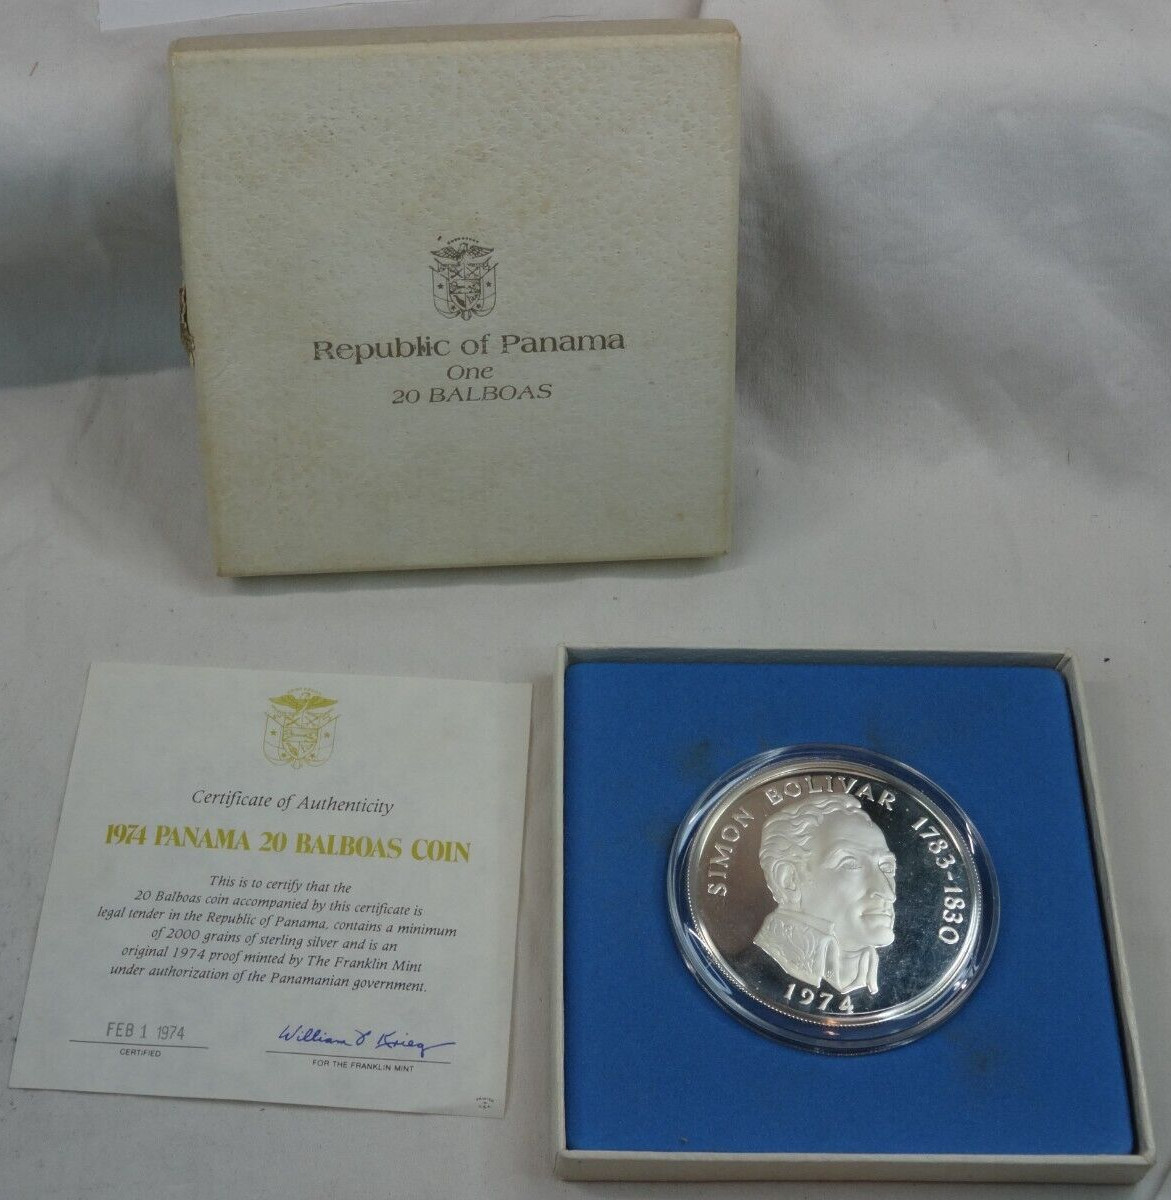 Republic of Panama
One
20 BALBOAS
Certificate of Authenticity
1974 PANAMA 20 BALBOAS COIN
This is to certify that the
20 Balboas coin accompanied by this certificate is
legal tender in the Republic of Panama, contains a minimum
of 2000 grains of sterling silver and is an
original 1974 proof minted by The Franklin Mint
under authorization of the Panamanian government.
FEB 1 1974
CERTIFIED
William F Krieg
FOR THE FRANKLIN MINT
SIMON BOLIVAR 1783-1830
1974